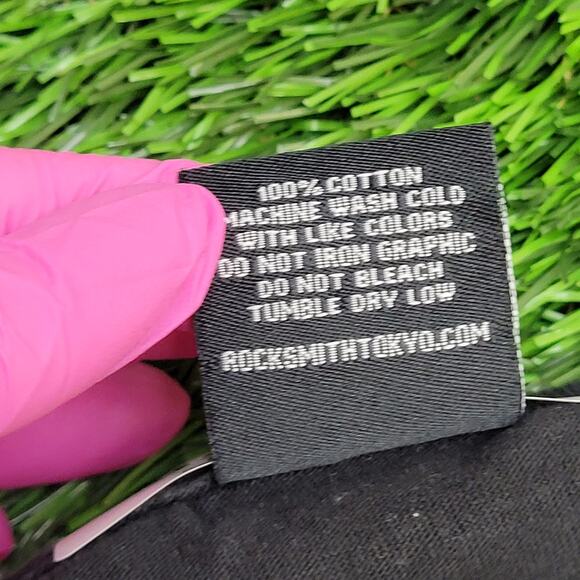 100% COTTON
MACHINE WASH COLD
WITH LIKE COLORS
DO NOT IRON GRAPHIC
DO NOT BLEACH
TUMBLE DRY LOW
ROCKSMITHTOKYO.COM